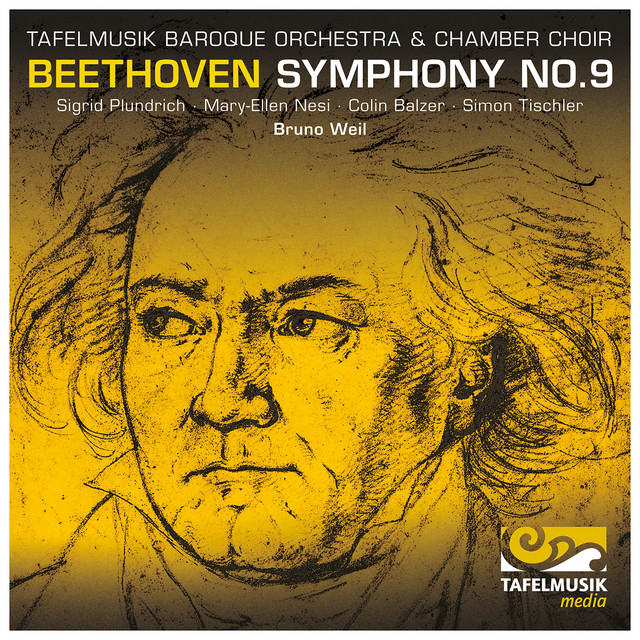 TAFELMUSIK BAROQUE ORCHESTRA & CHAMBER CHOIR
BEETHOVEN SYMPHONY NO.9
Sigrid Plundrich · Mary-Ellen Nesi · Colin Balzer · Simon Tischler
Bruno Weil
TAFELMUSIK
media